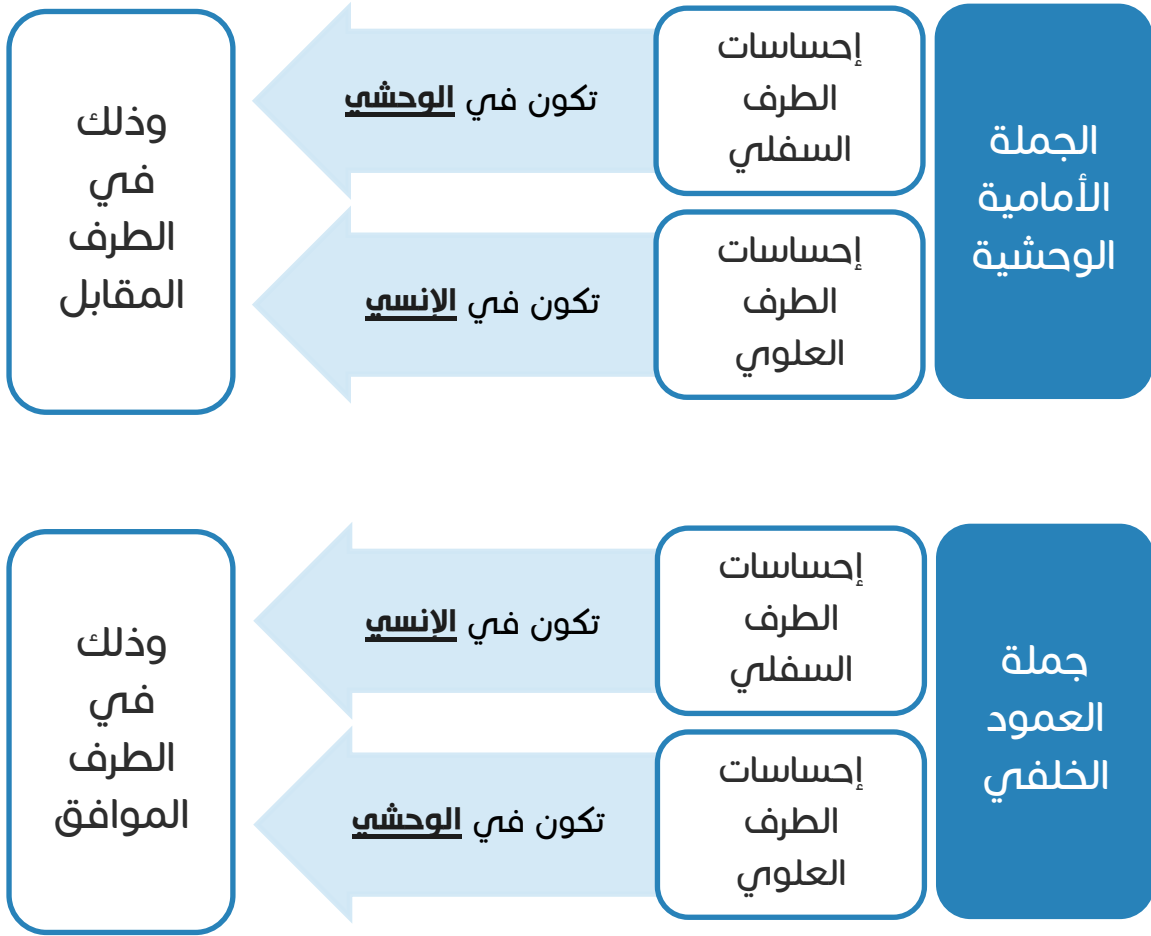 الجملة
الأمامية
الوحشية
إحساسات
الطرف
السفلي
تكون في الوحشي
إحساسات
الطرف
العلوي
تكون في الإنسي
وذلك
في
الطرف
المقابل
جملة
العمود
الخلفي
إحساسات
الطرف
السفلي
تكون في الإنسي
إحساسات
الطرف
العلوي
تكون في الوحشي
وذلك
في
الطرف
الموافق